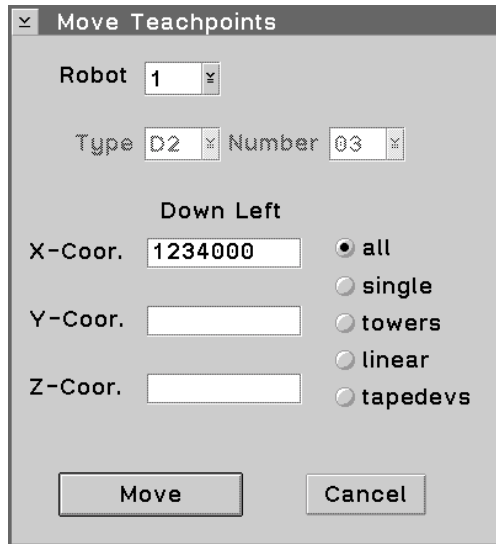 Move Teachpoints
Robot 1
Type D2 Number 03
Down Left
X-Coor. 1234000
all
single
Y-Coor.
towers
linear
Z-Coor.
tapedevs
Move Cancel